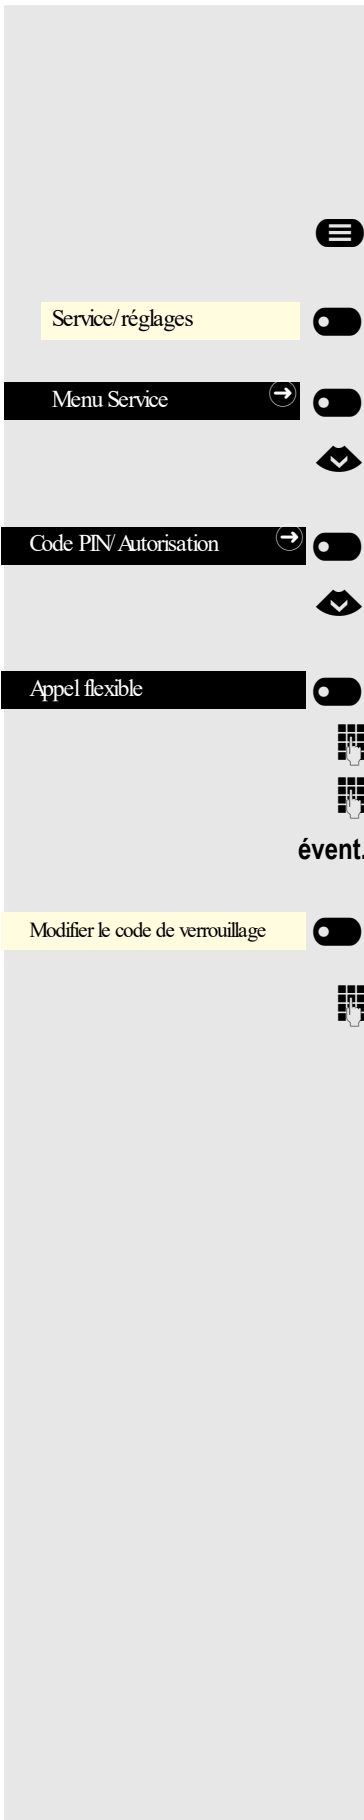 Service/réglages
Menu Service
Code PIN/Autorisation
Appel flexible
évent.
Modifier le code de verrouillage